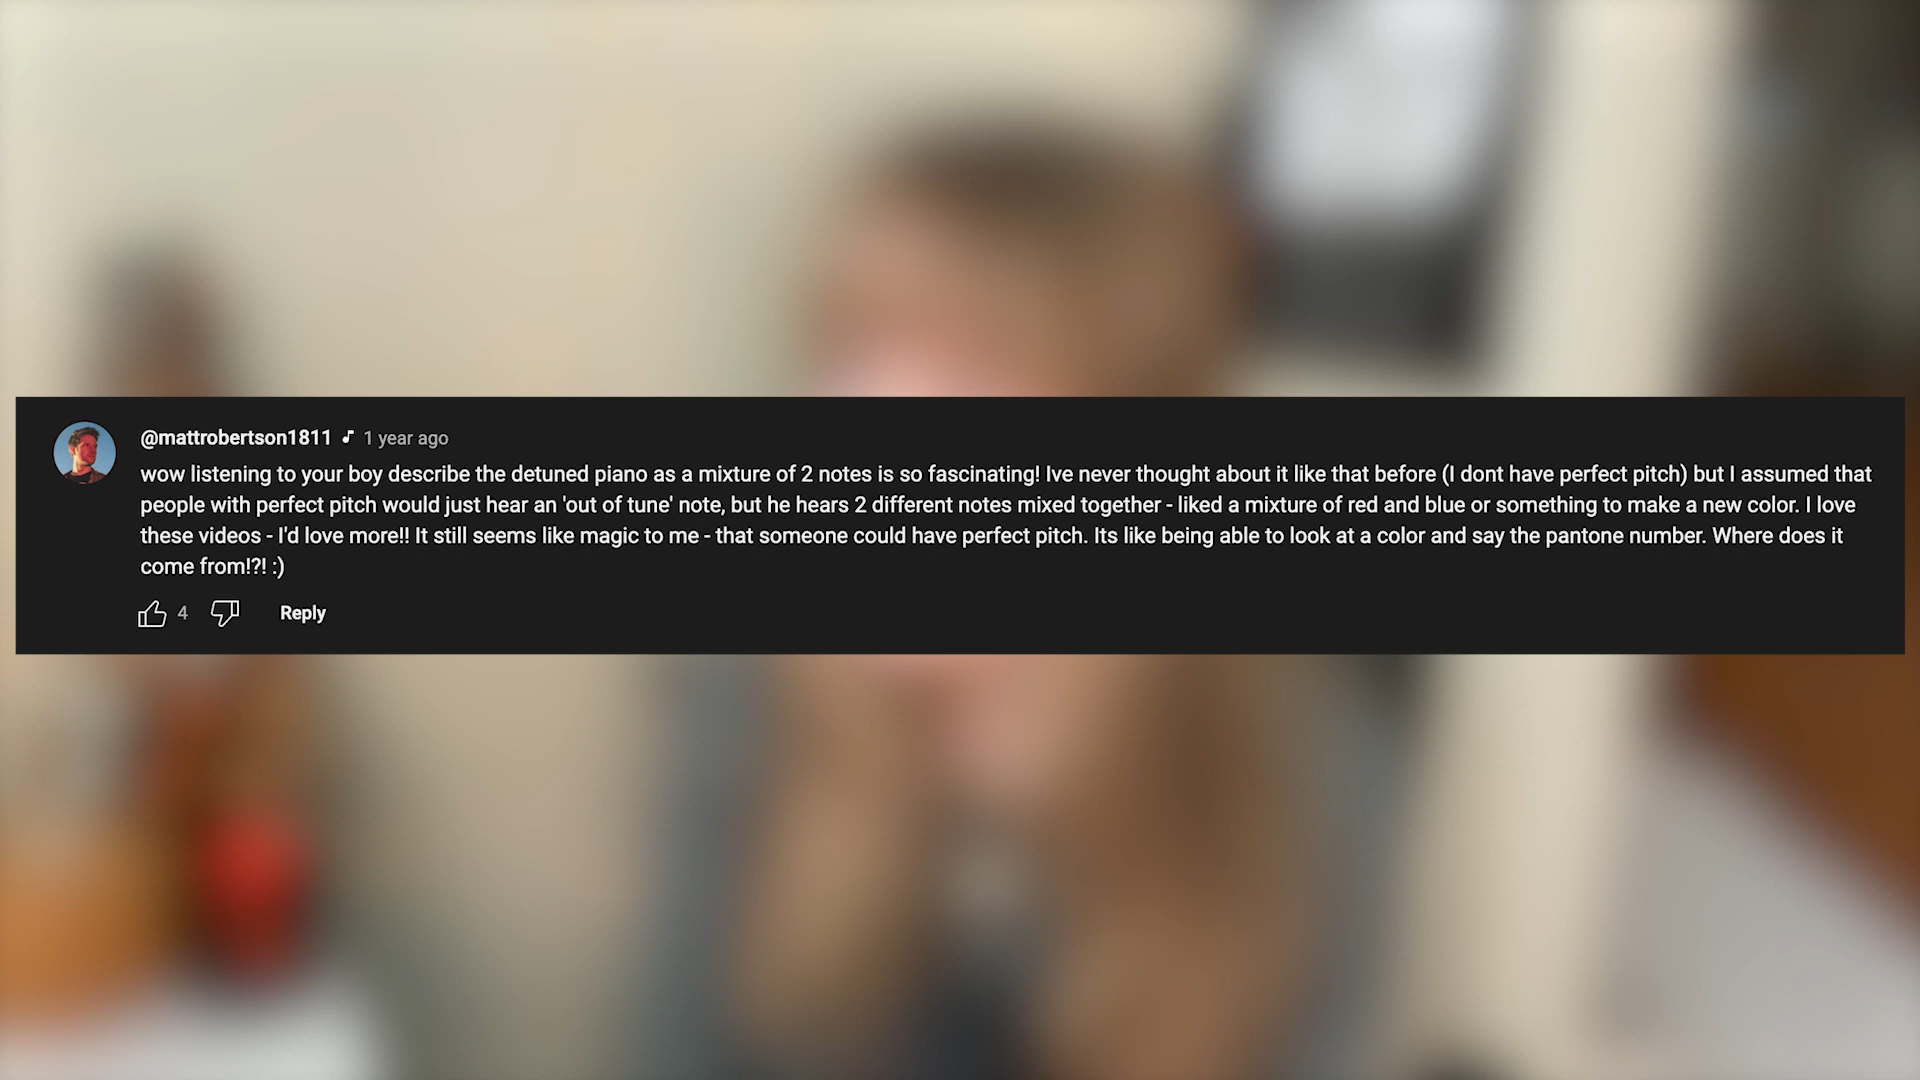 @mattrobertson1811 1 year ago
wow listening to your boy describe the detuned piano as a mixture of 2 notes is so fascinating! Ive never thought about it like that before (I dont have perfect pitch) but I assumed that
people with perfect pitch would just hear an 'out of tune' note, but he hears 2 different notes mixed together - liked a mixture of red and blue or something to make a new color. I love
these videos - I'd love more!! It still seems like magic to me - that someone could have perfect pitch. Its like being able to look at a color and say the pantone number. Where does it
come from!?! :)
4 Reply